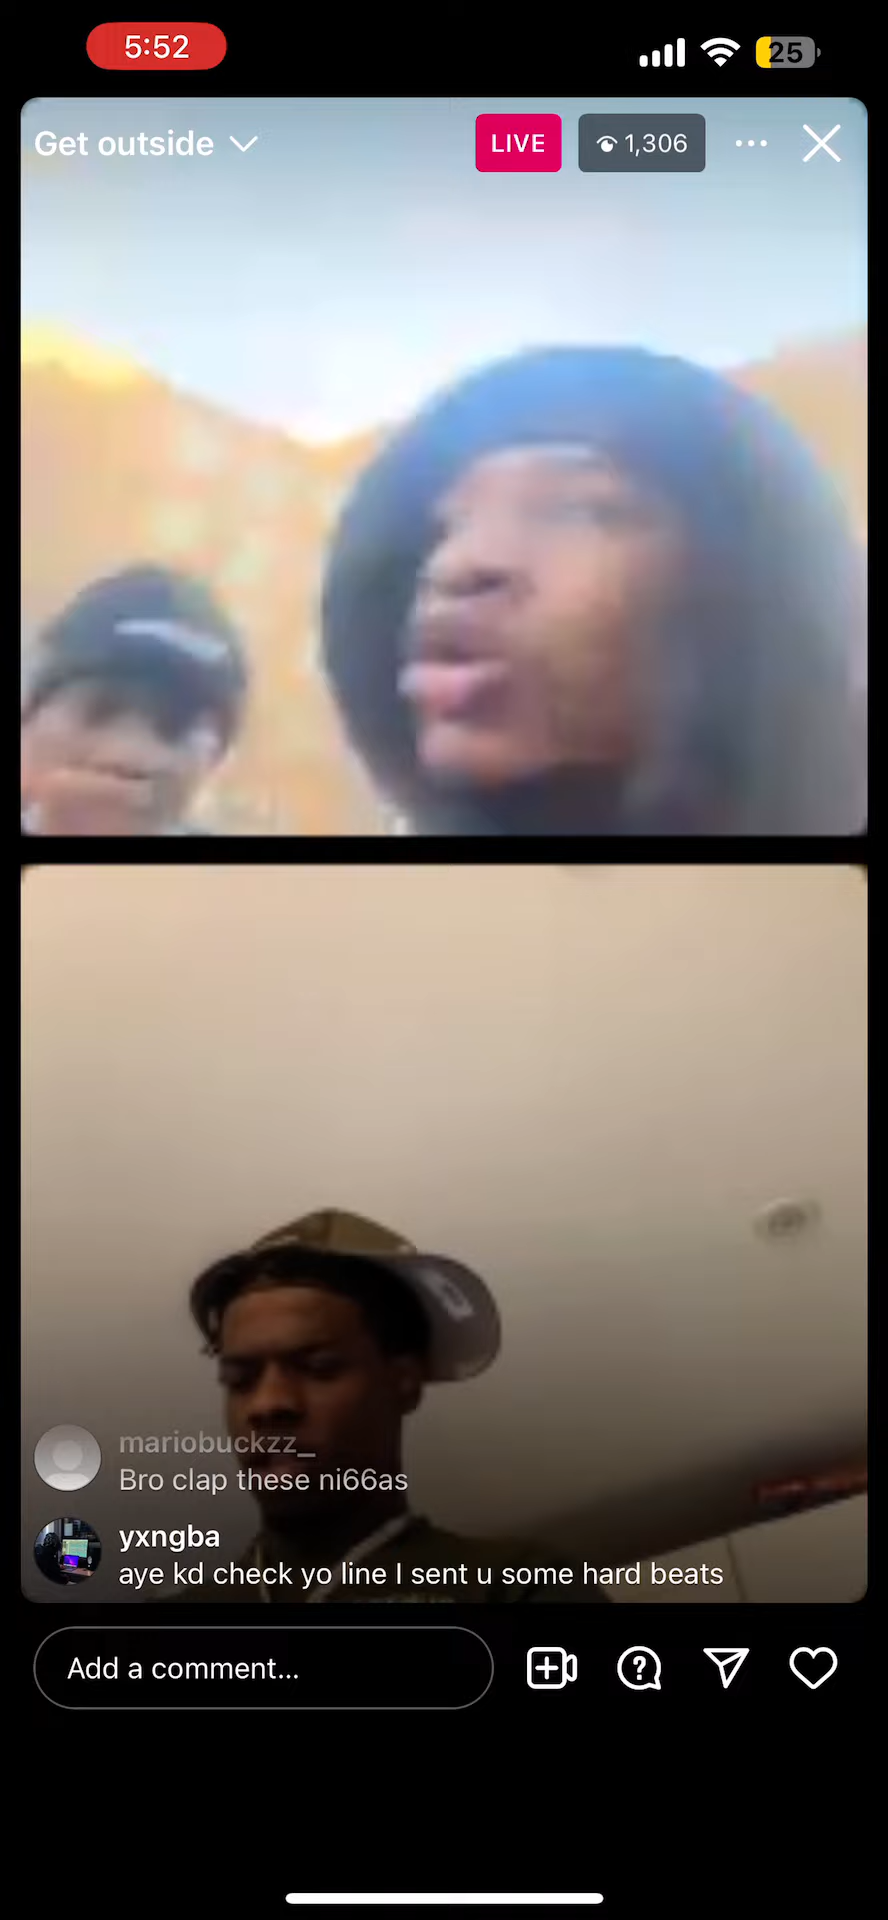 5:52
25
Get outside
LIVE
1,306
mariobuckzz_
Bro clap these ni66as
yxngba
aye kd check yo line I sent u some hard beats
Add a comment...